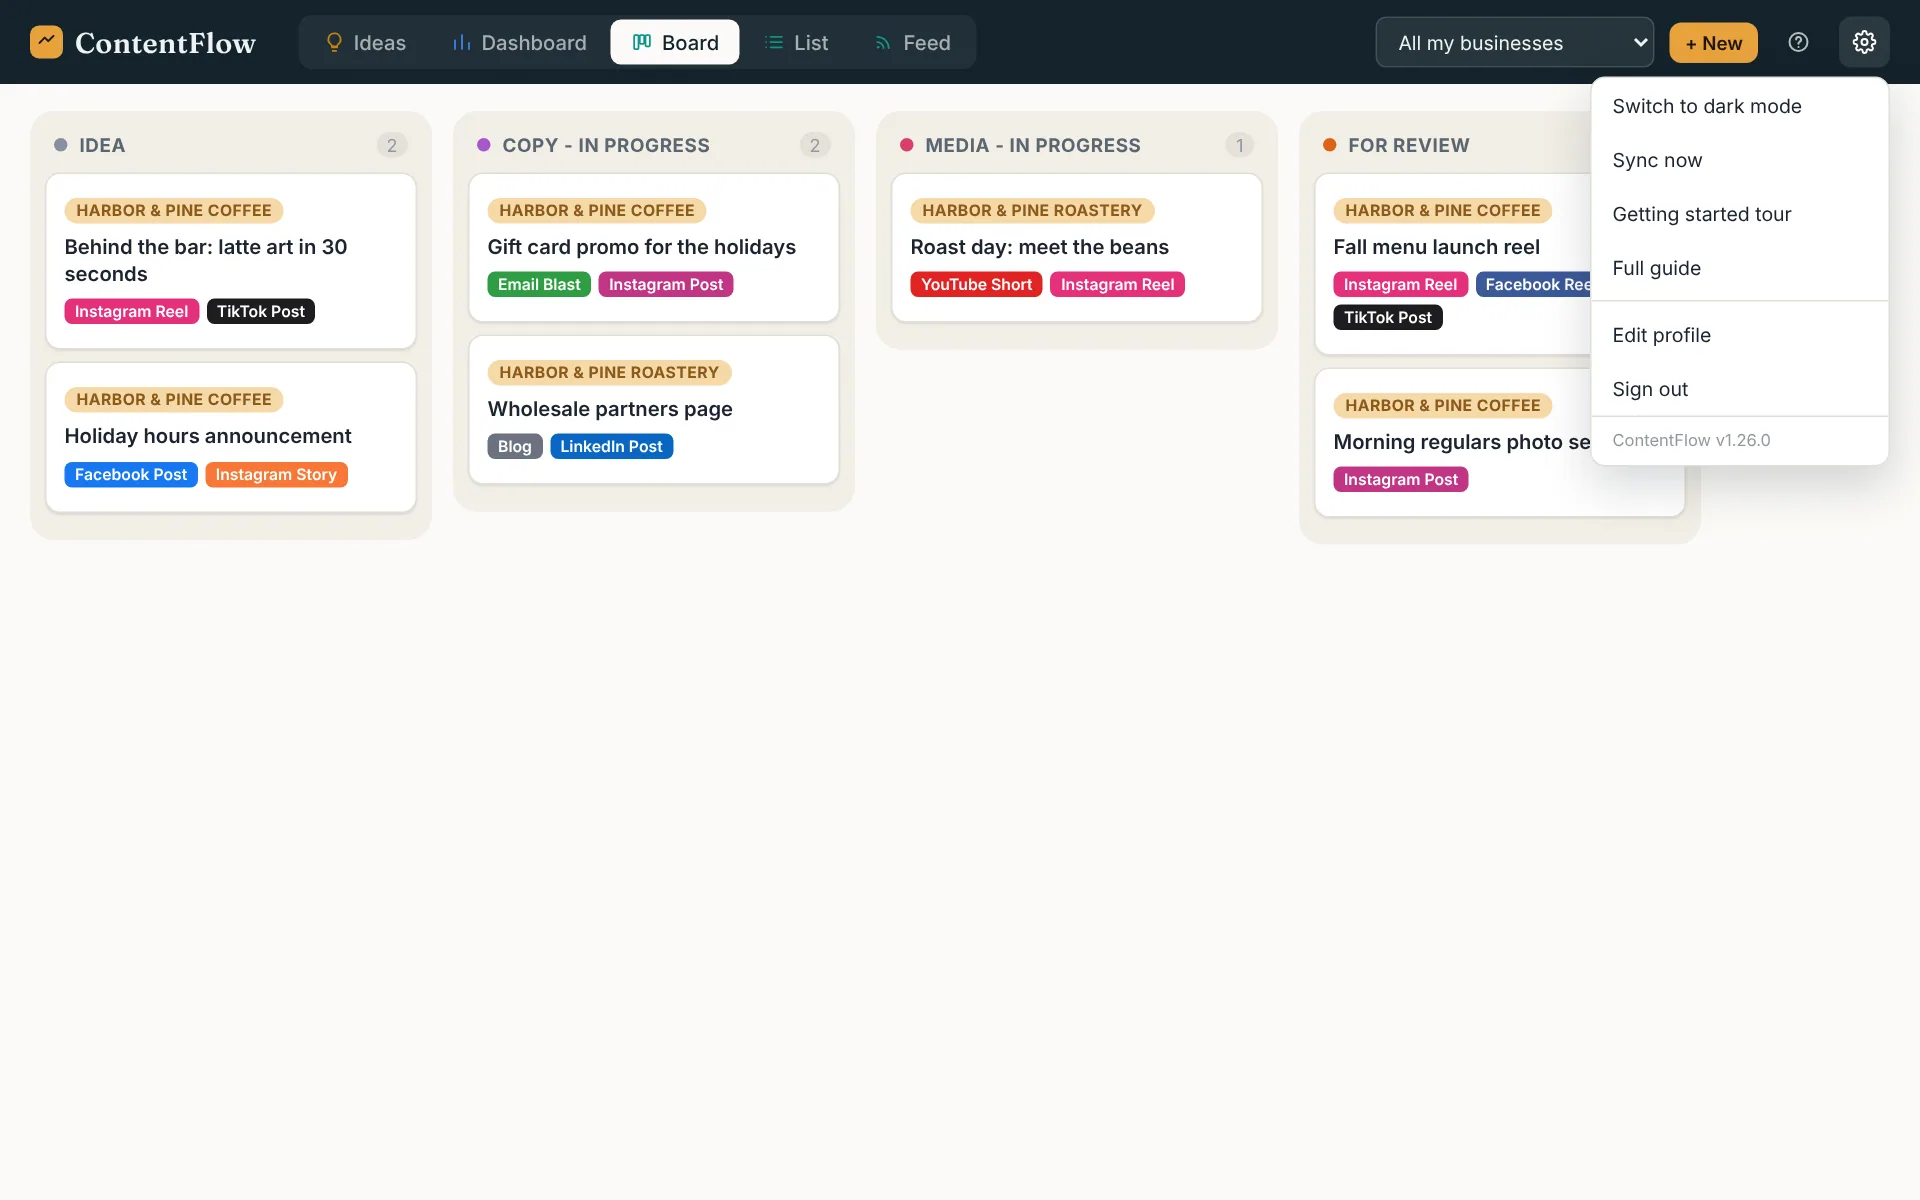 ContentFlow
Ideas
Dashboard
Board
List
Feed
All my businesses
+ New
IDEA
2
HARBOR & PINE COFFEE
Behind the bar: latte art in 30
seconds
Instagram Reel
TikTok Post
HARBOR & PINE COFFEE
Holiday hours announcement
Facebook Post
Instagram Story
COPY - IN PROGRESS
2
HARBOR & PINE COFFEE
Gift card promo for the holidays
Email Blast
Instagram Post
HARBOR & PINE ROASTERY
Wholesale partners page
Blog
LinkedIn Post
MEDIA - IN PROGRESS
1
HARBOR & PINE ROASTERY
Roast day: meet the beans
YouTube Short
Instagram Reel
FOR REVIEW
HARBOR & PINE COFFEE
Fall menu launch reel
Instagram Reel
Facebook Ree
TikTok Post
HARBOR & PINE COFFEE
Morning regulars photo se
Instagram Post
Switch to dark mode
Sync now
Getting started tour
Full guide
Edit profile
Sign out
ContentFlow v1.26.0